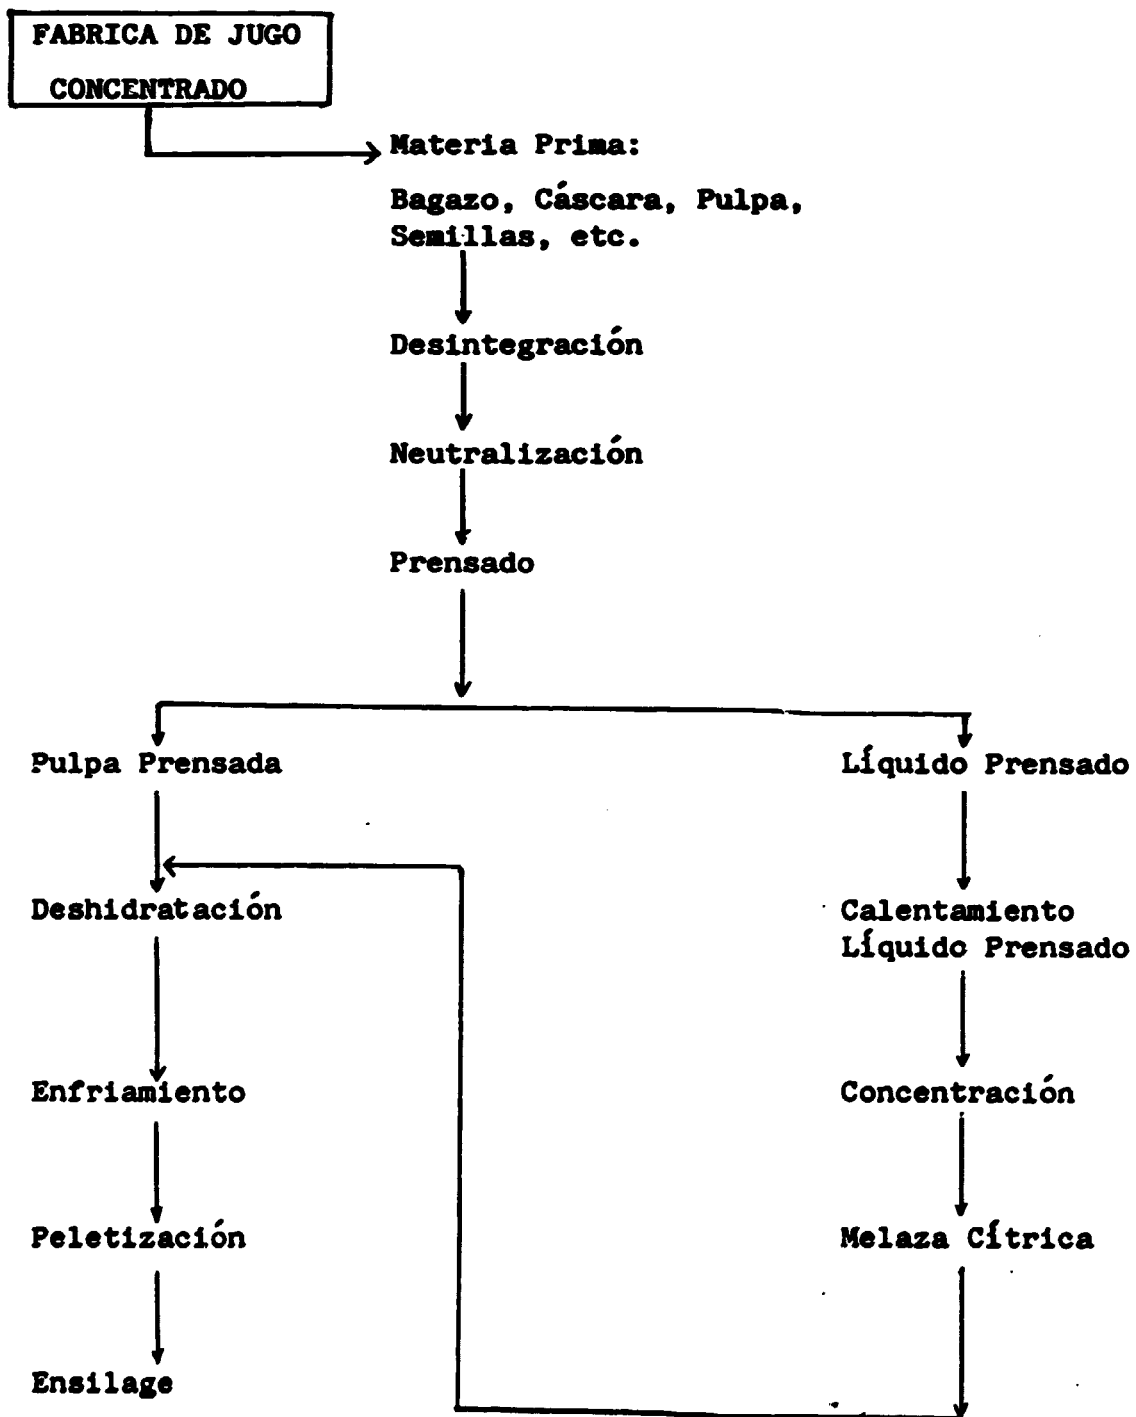 FABRICA DE JUGO
CONCENTRADO
Materia Prima:
Bagazo, Cáscara, Pulpa,
Semillas, etc.
Desintegración
Neutralización
Prensado
Pulpa Prensada
Líquido Prensado
Deshidratación
Calentamiento
Líquido Prensado
Enfriamiento
Concentración
Peletización
Melaza Cítrica
Ensilage